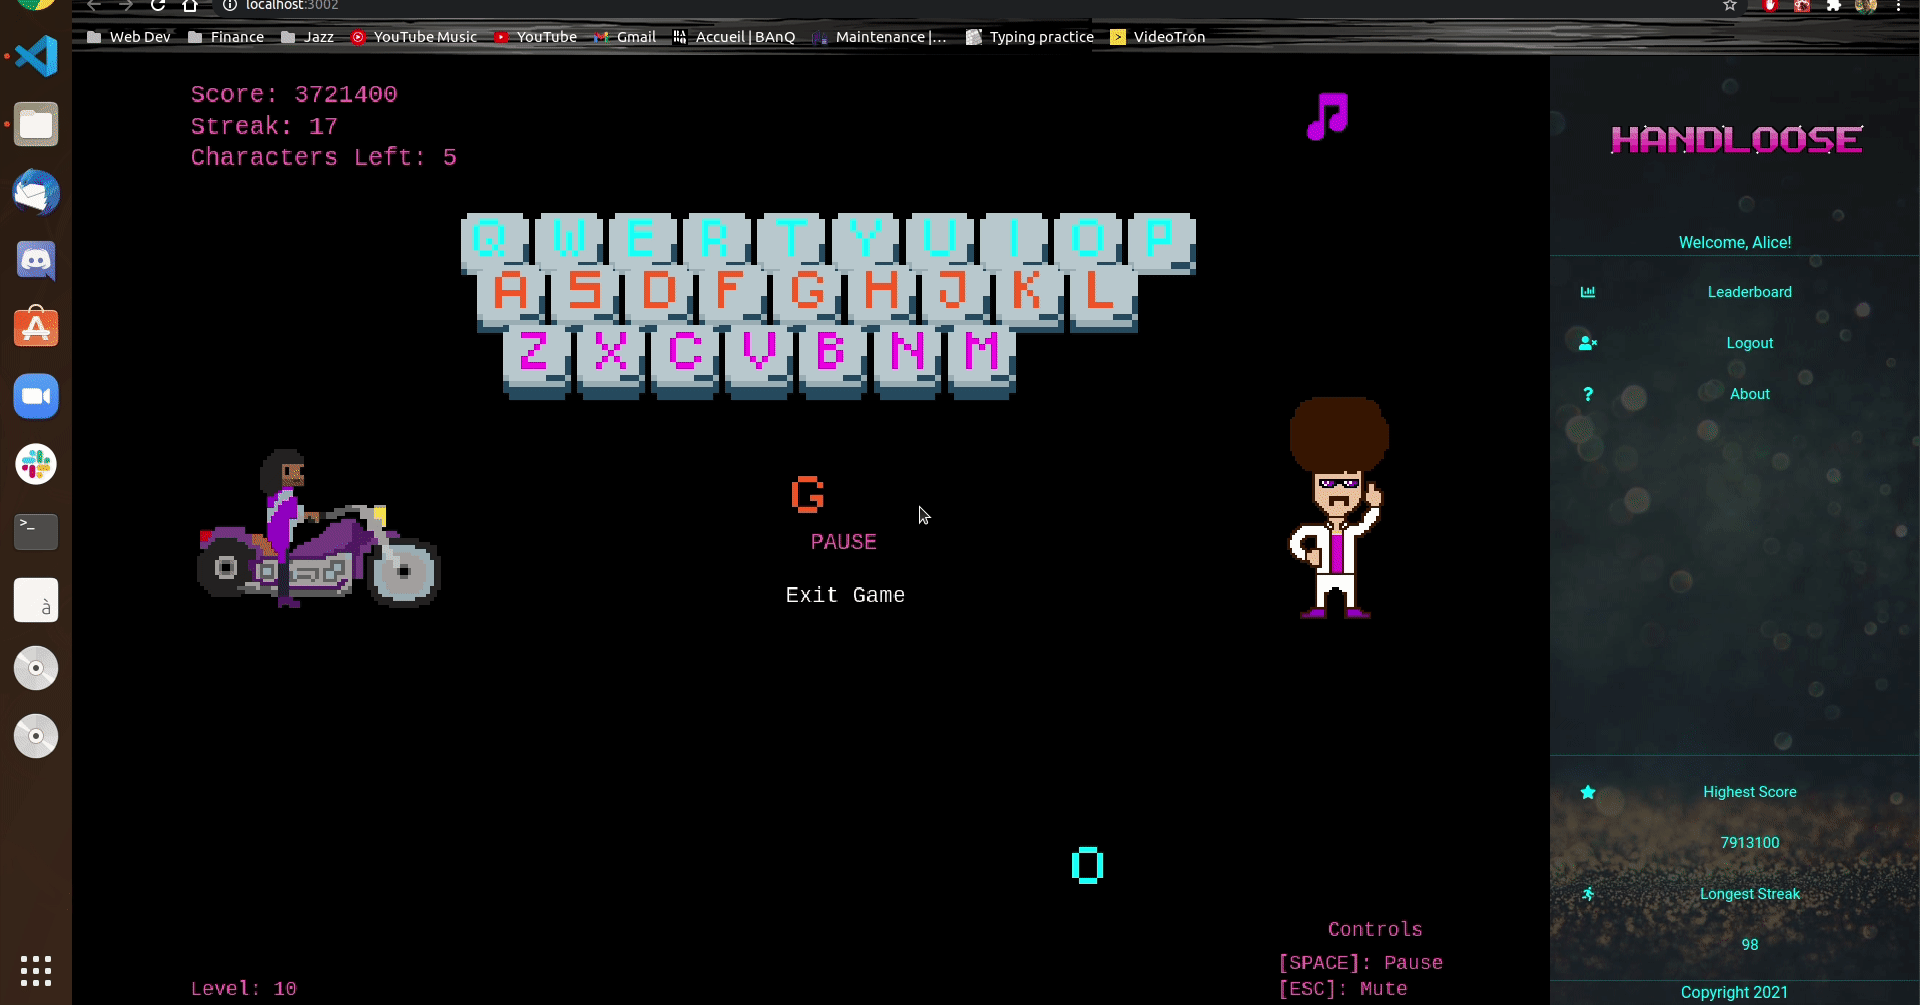 localhost:3002
Web Dev Finance Jazz YouTube Music YouTube Gmail Accueil | BAnQ Maintenance |... Typing practice VideoTron
Score: 3721400
Streak: 17
Characters Left: 5
Q W E R T Y U I O P
A S D F G H J K L
Z X C V B N M
G
PAUSE
Exit Game
O
Controls
[SPACE]: Pause
[ESC]: Mute
Level: 10
HANDLOOSE
Welcome, Alice!
Leaderboard
Logout
About
Highest Score
7913100
Longest Streak
98
Copyright 2021